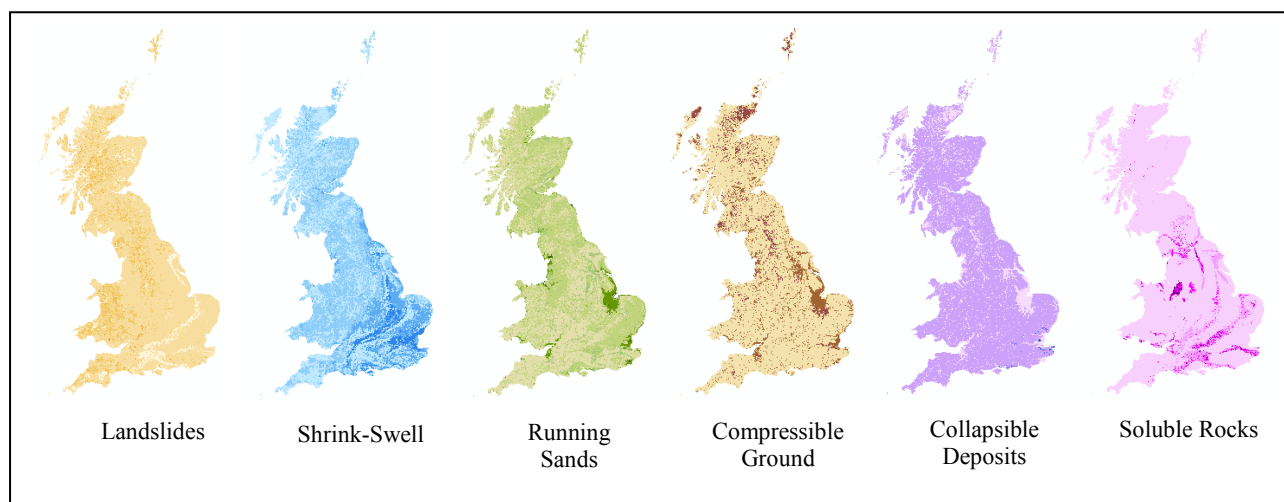 Landslides
Shrink-Swell
Running
Sands
Compressible
Ground
Collapsible
Deposits
Soluble Rocks